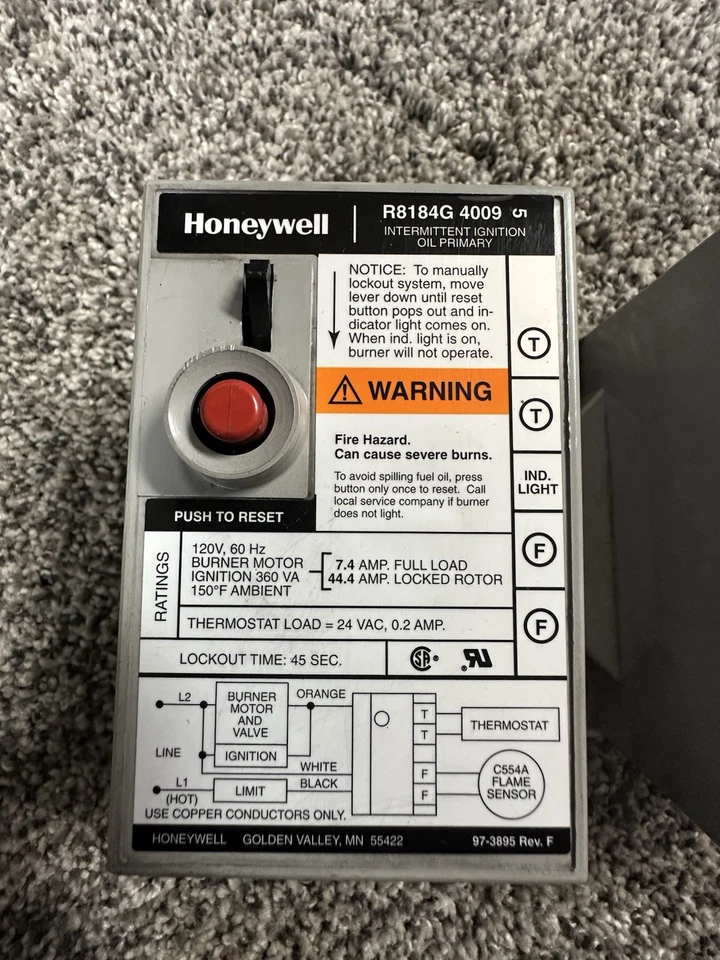 Honeywell
R8184G 4009 5
INTERMITTENT IGNITION
OIL PRIMARY
NOTICE: To manually
lockout system, move
lever down until reset
button pops out and in-
dicator light comes on.
When ind. light is on,
burner will not operate.
T
WARNING
T
Fire Hazard.
Can cause severe burns.
To avoid spilling fuel oil, press
button only once to reset. Call
local service company if burner
does not light.
IND.
LIGHT
PUSH TO RESET
F
RATINGS
120V, 60 Hz
BURNER MOTOR
IGNITION 360 VA
150°F AMBIENT
7.4 AMP. FULL LOAD
44.4 AMP. LOCKED ROTOR
F
THERMOSTAT LOAD = 24 VAC, 0.2 AMP.
LOCKOUT TIME: 45 SEC.
SA ®
RU
L2
BURNER
MOTOR
AND
VALVE
ORANGE
T
T
THERMOSTAT
LINE
IGNITION
WHITE
BLACK
F
F
C554A
FLAME
SENSOR
L1
(HOT)
LIMIT
USE COPPER CONDUCTORS ONLY.
HONEYWELL GOLDEN VALLEY, MN 55422
97-3895 Rev. F